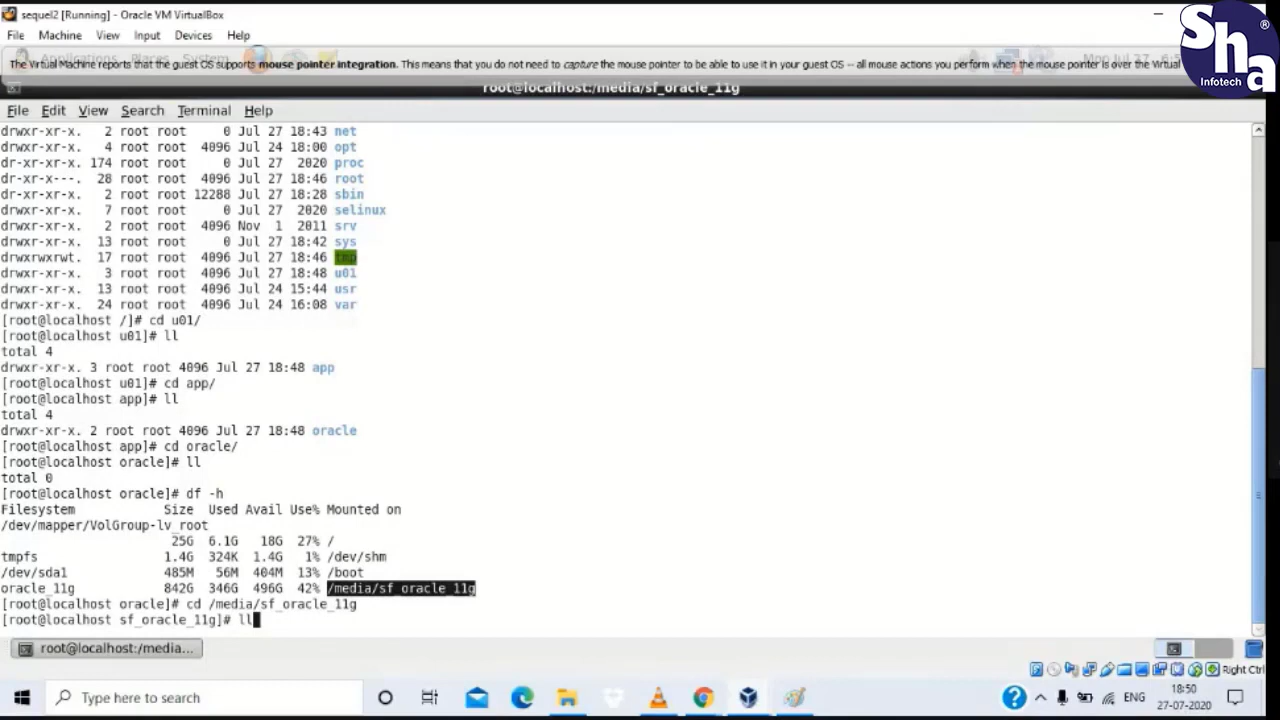 sequel2 [Running] - Oracle VM VirtualBox
File Machine View Input Devices Help
Sha
®
Infotech
Applications Places System
The Virtual Machine reports that the guest OS supports mouse pointer integration. This means that you do not need to capture the mouse pointer to be able to use it in your guest OS -- all mouse actions you perform when the mouse pointer is over the Virtual
root@localhost:/media/sf_oracle_11g
File Edit View Search Terminal Help
drwxr-xr-x. 2 root root 0 Jul 27 18:43 net
drwxr-xr-x. 4 root root 4096 Jul 24 18:00 opt
dr-xr-xr-x. 174 root root 0 Jul 27 2020 proc
dr-xr-x---. 28 root root 4096 Jul 27 18:46 root
dr-xr-xr-x. 2 root root 12288 Jul 27 18:28 sbin
drwxr-xr-x. 7 root root 0 Jul 27 2020 selinux
drwxr-xr-x. 2 root root 4096 Nov 1 2011 srv
drwxr-xr-x. 13 root root 0 Jul 27 18:42 sys
drwxrwxrwt. 17 root root 4096 Jul 27 18:46 tmp
drwxr-xr-x. 3 root root 4096 Jul 27 18:48 u01
drwxr-xr-x. 13 root root 4096 Jul 24 15:44 usr
drwxr-xr-x. 24 root root 4096 Jul 24 16:08 var
[root@localhost /]# cd u01/
[root@localhost u01]# ll
total 4
drwxr-xr-x. 3 root root 4096 Jul 27 18:48 app
[root@localhost u01]# cd app/
[root@localhost app]# ll
total 4
drwxr-xr-x. 2 root root 4096 Jul 27 18:48 oracle
[root@localhost app]# cd oracle/
[root@localhost oracle]# ll
total 0
[root@localhost oracle]# df -h
Filesystem Size Used Avail Use% Mounted on
/dev/mapper/VolGroup-lv_root
25G 6.1G 18G 27% /
tmpfs 1.4G 324K 1.4G 1% /dev/shm
/dev/sda1 485M 56M 404M 13% /boot
oracle_11g 842G 346G 496G 42% /media/sf_oracle_11g
[root@localhost oracle]# cd /media/sf_oracle_11g
[root@localhost sf_oracle_11g]# ll
root@localhost:/media...
Right Ctrl
Type here to search
ENG
18:50
27-07-2020